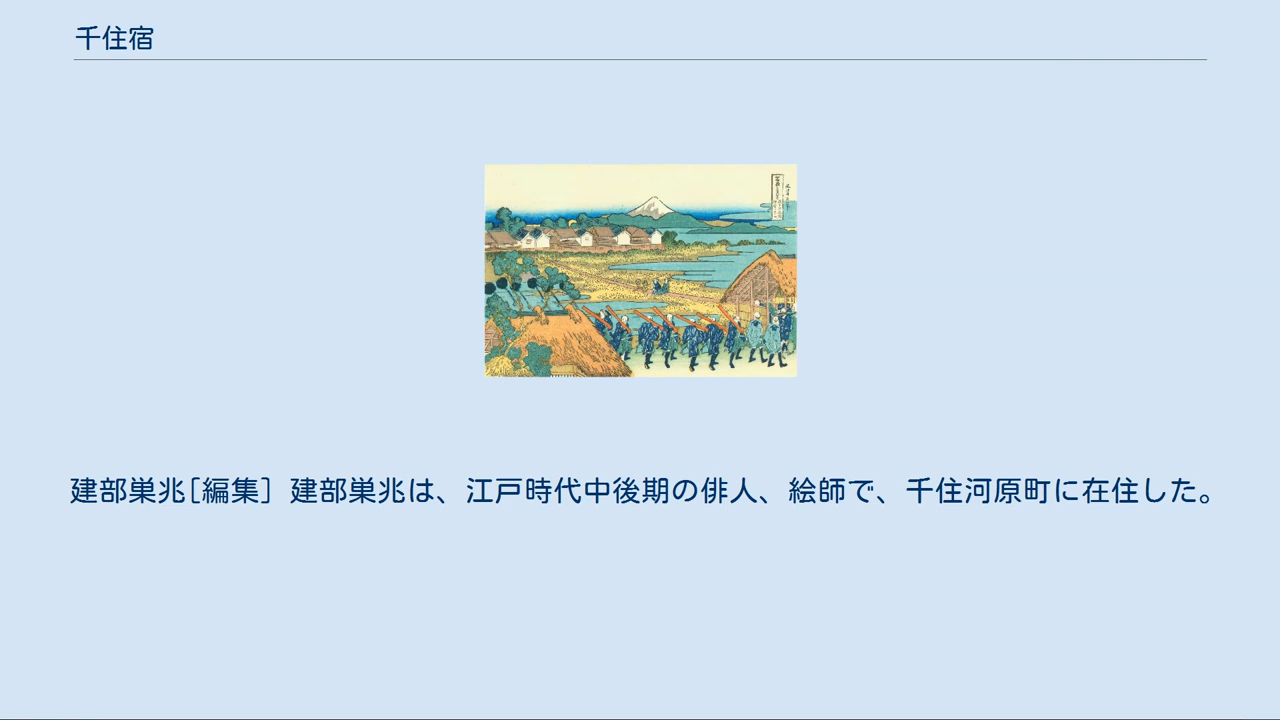 千住宿
建部巣兆[編集] 建部巣兆は、江戸時代中後期の俳人、絵師で、千住河原町に在住した。